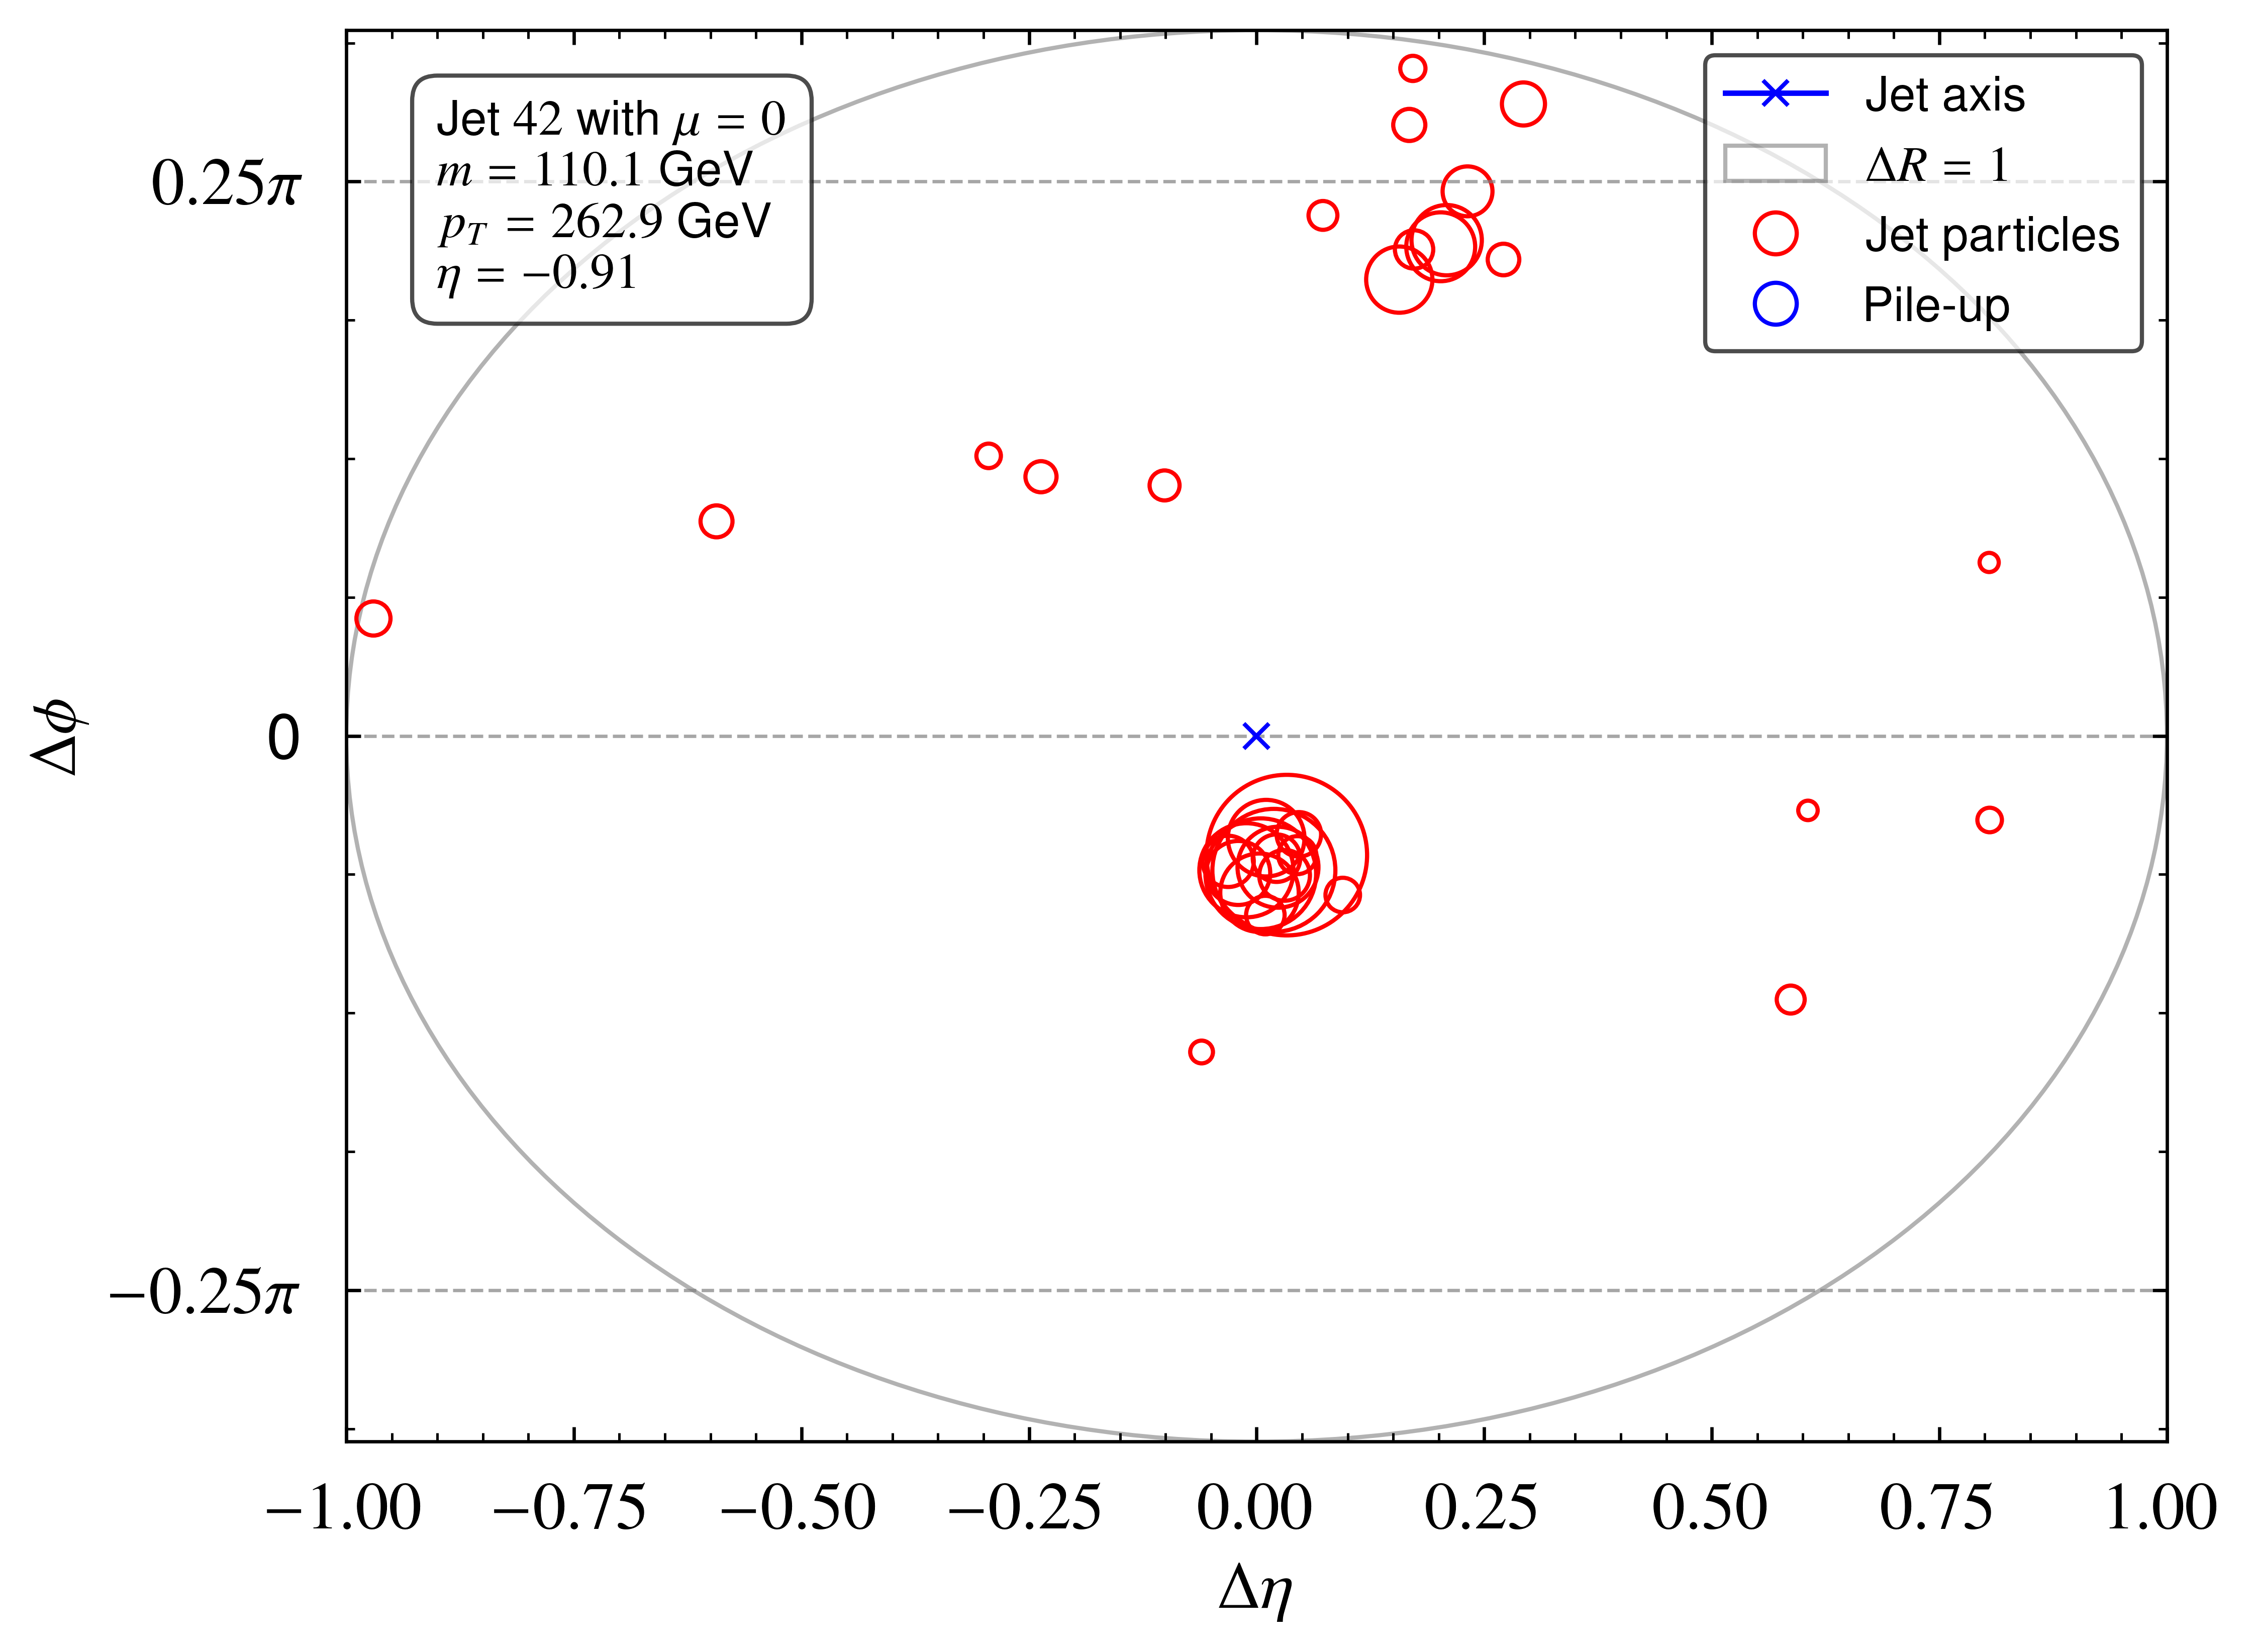 Jet 42 with μ = 0
m = 110.1 GeV
p_T = 262.9 GeV
η = −0.91
Jet axis
ΔR = 1
Jet particles
Pile-up
0.25π
0
−0.25π
Δϕ
−1.00 −0.75 −0.50 −0.25 0.00 0.25 0.50 0.75 1.00
Δη